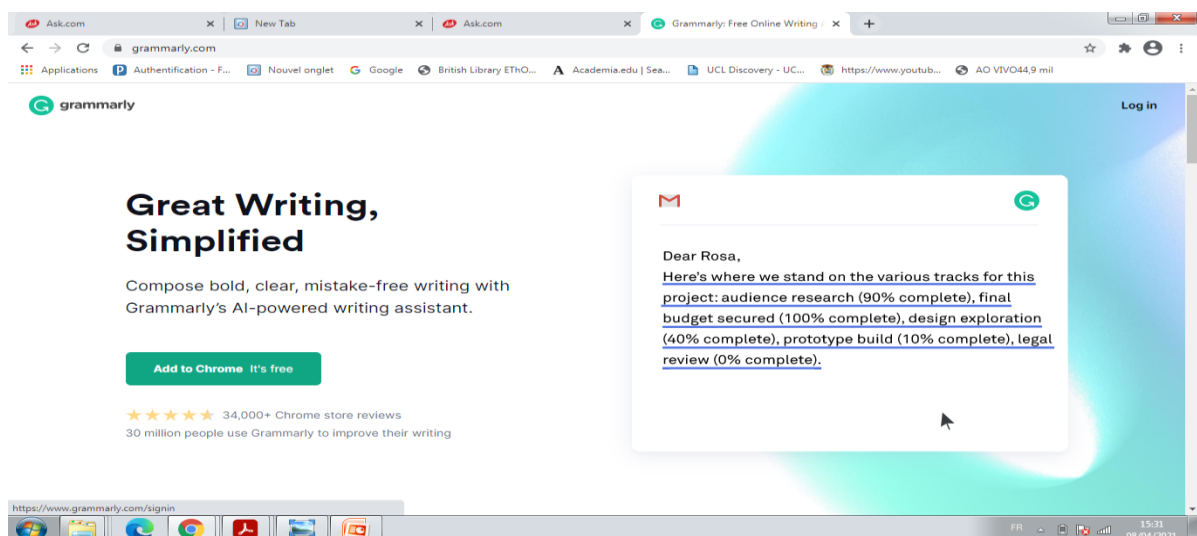 Ask.com
New Tab
Ask.com
Grammarly: Free Online Writing
grammarly.com
Applications
Authentification - F...
Nouvel onglet
Google
British Library EThO...
Academia.edu | Sea...
UCL Discovery - UC...
https://www.youtub...
AO VIVO44,9 mil
grammarly
Log in
Great Writing,
Simplified
Compose bold, clear, mistake-free writing with
Grammarly's AI-powered writing assistant.
Add to Chrome It's free
34,000+ Chrome store reviews
30 million people use Grammarly to improve their writing
Dear Rosa,
Here's where we stand on the various tracks for this
project: audience research (90% complete), final
budget secured (100% complete), design exploration
(40% complete), prototype build (10% complete), legal
review (0% complete).
https://www.grammarly.com/signin
FR
15:31
08/04/2021